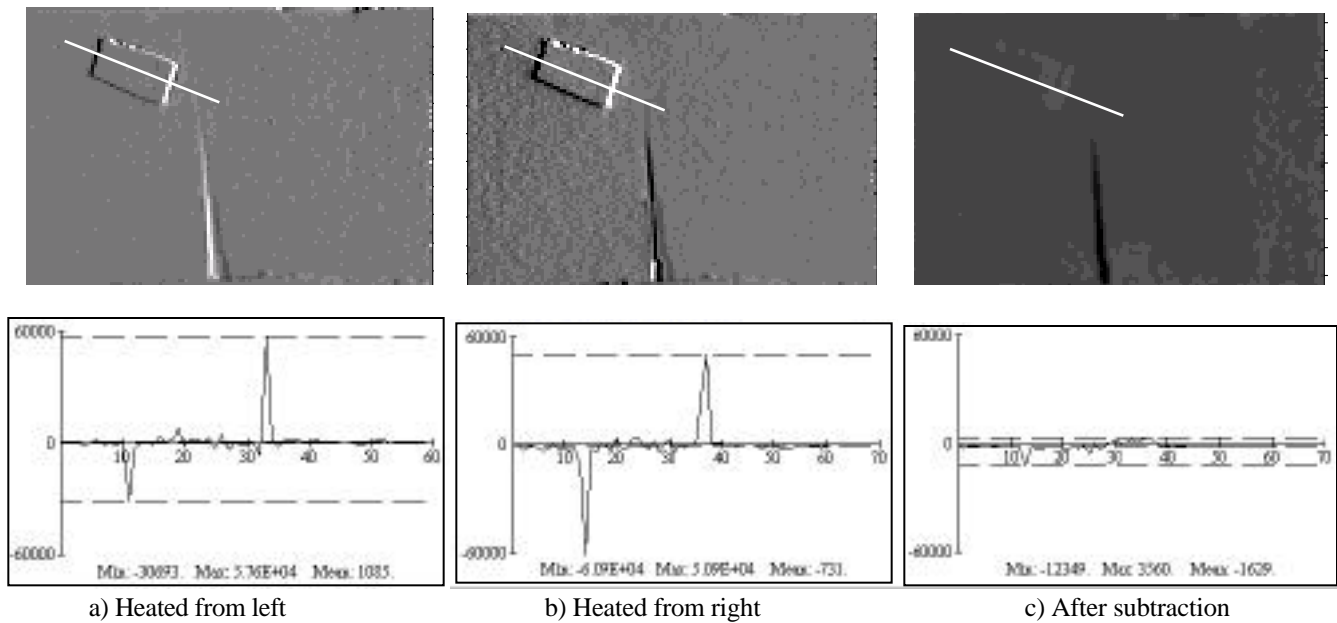 60000
0
-60000
10 20 30 40 50 60
Min: -30693. Max: 5.76E+04 Mean: 1085.
60000
0
-60000
10 20 30 40 50 60 70
Min: -6.09E+04 Max: 5.09E+04 Mean: -731.
60000
0
-60000
10 20 30 40 50 60 70
Min: -12349. Max: 3560. Mean: -1629.
a) Heated from left
b) Heated from right
c) After subtraction